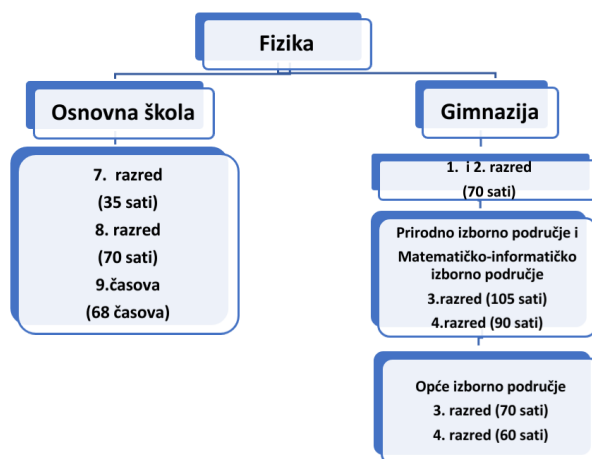 Fizika
Osnovna škola
7. razred
(35 sati)
8. razred
(70 sati)
9.časova
(68 časova)
Gimnazija
1. i 2. razred
(70 sati)
Prirodno izborno područje i
Matematičko-informatičko
izborno područje
3.razred (105 sati)
4.razred (90 sati)
Opće izborno područje
3. razred (70 sati)
4. razred (60 sati)